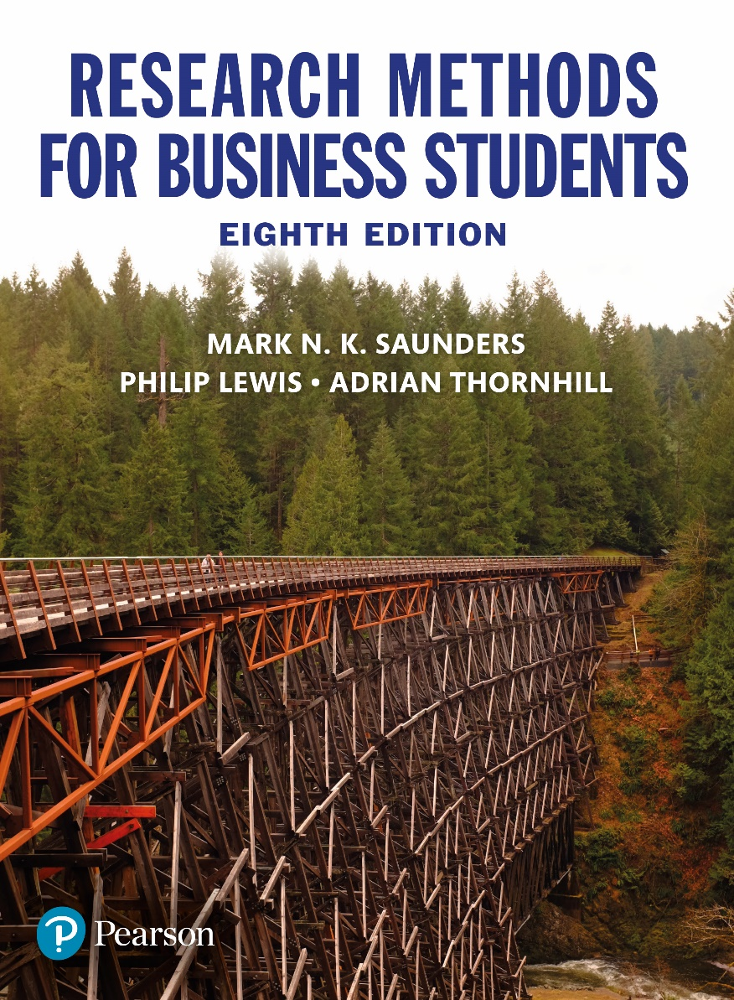 RESEARCH METHODS
FOR BUSINESS STUDENTS
EIGHTH EDITION
MARK N. K. SAUNDERS
PHILIP LEWIS • ADRIAN THORNHILL
P Pearson